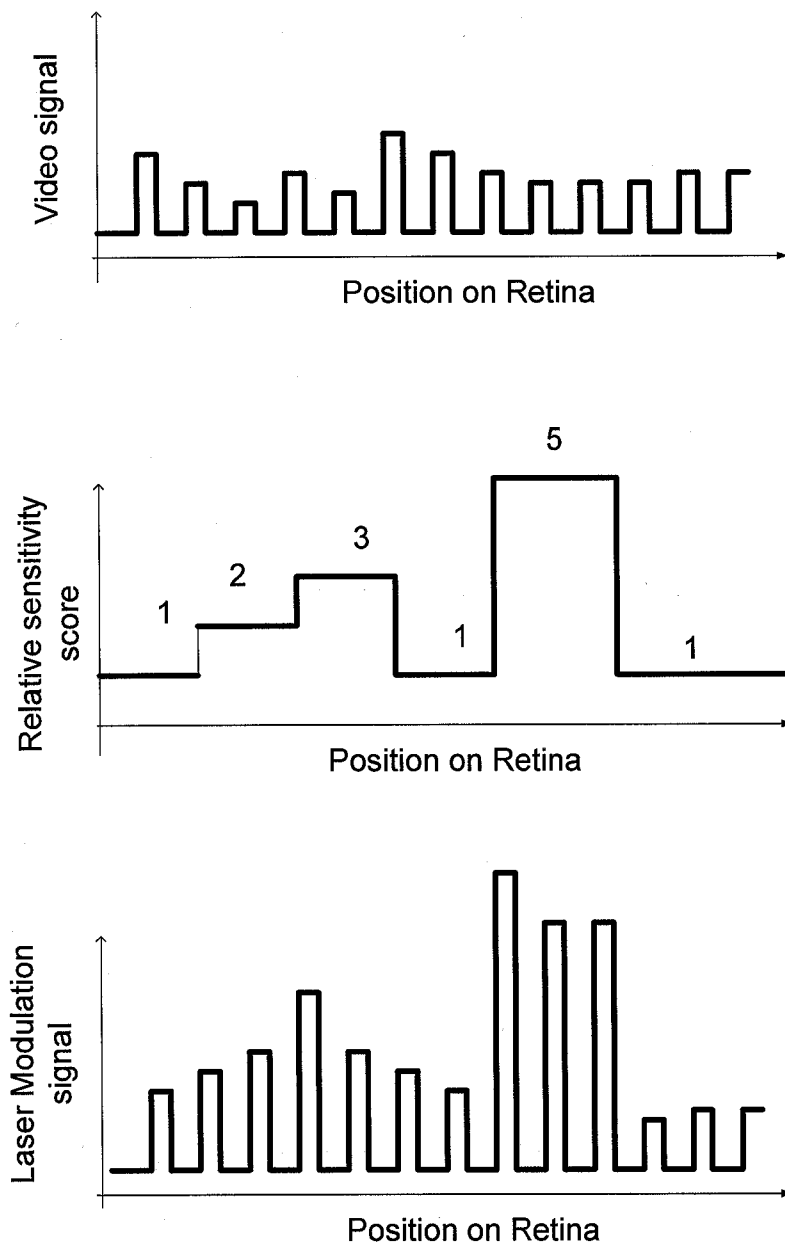 Video signal
Position on Retina
5
3
2
1
1
1
Relative sensitivity
score
Position on Retina
Laser Modulation
signal
Position on Retina